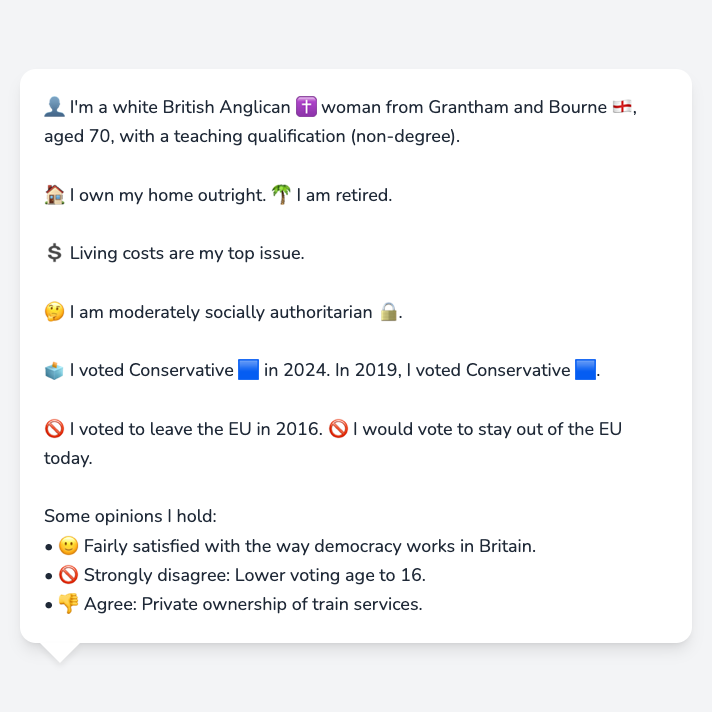 👤 I'm a white British Anglican ✝️ woman from Grantham and Bourne 🏴󠁧󠁢󠁥󠁮󠁧󠁿,
aged 70, with a teaching qualification (non-degree).
🏠 I own my home outright. 🌴 I am retired.
💲 Living costs are my top issue.
🤔 I am moderately socially authoritarian 🔒.
🗳️ I voted Conservative 🟦 in 2024. In 2019, I voted Conservative 🟦.
🚫 I voted to leave the EU in 2016. 🚫 I would vote to stay out of the EU
today.
Some opinions I hold:
• 🙂 Fairly satisfied with the way democracy works in Britain.
• 🚫 Strongly disagree: Lower voting age to 16.
• 👎 Agree: Private ownership of train services.